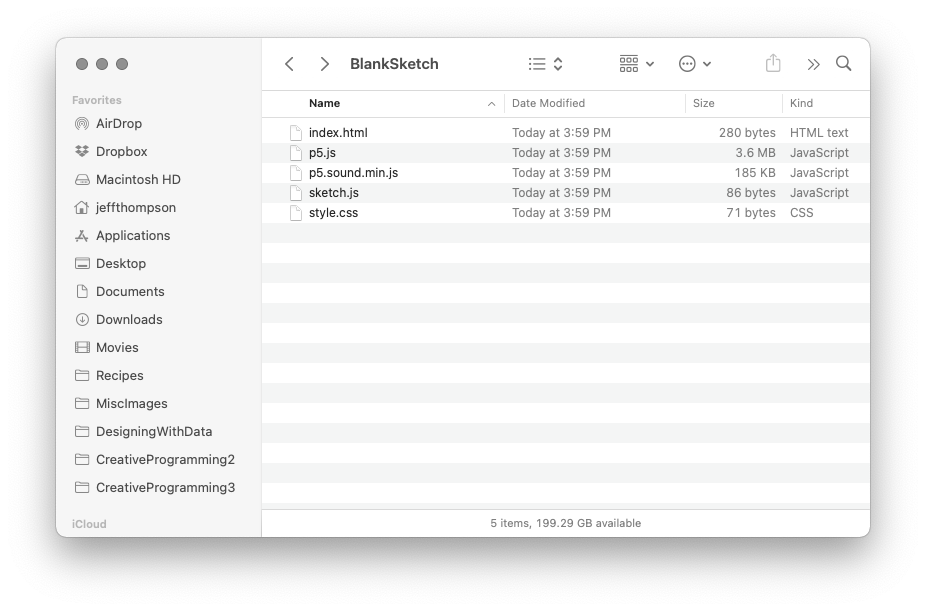 BlankSketch
Favorites
AirDrop
Dropbox
Macintosh HD
jeffthompson
Applications
Desktop
Documents
Downloads
Movies
Recipes
MiscImages
DesigningWithData
CreativeProgramming2
CreativeProgramming3
iCloud
Name Date Modified Size Kind
index.html Today at 3:59 PM 280 bytes HTML text
p5.js Today at 3:59 PM 3.6 MB JavaScript
p5.sound.min.js Today at 3:59 PM 185 KB JavaScript
sketch.js Today at 3:59 PM 86 bytes JavaScript
style.css Today at 3:59 PM 71 bytes CSS
5 items, 199.29 GB available